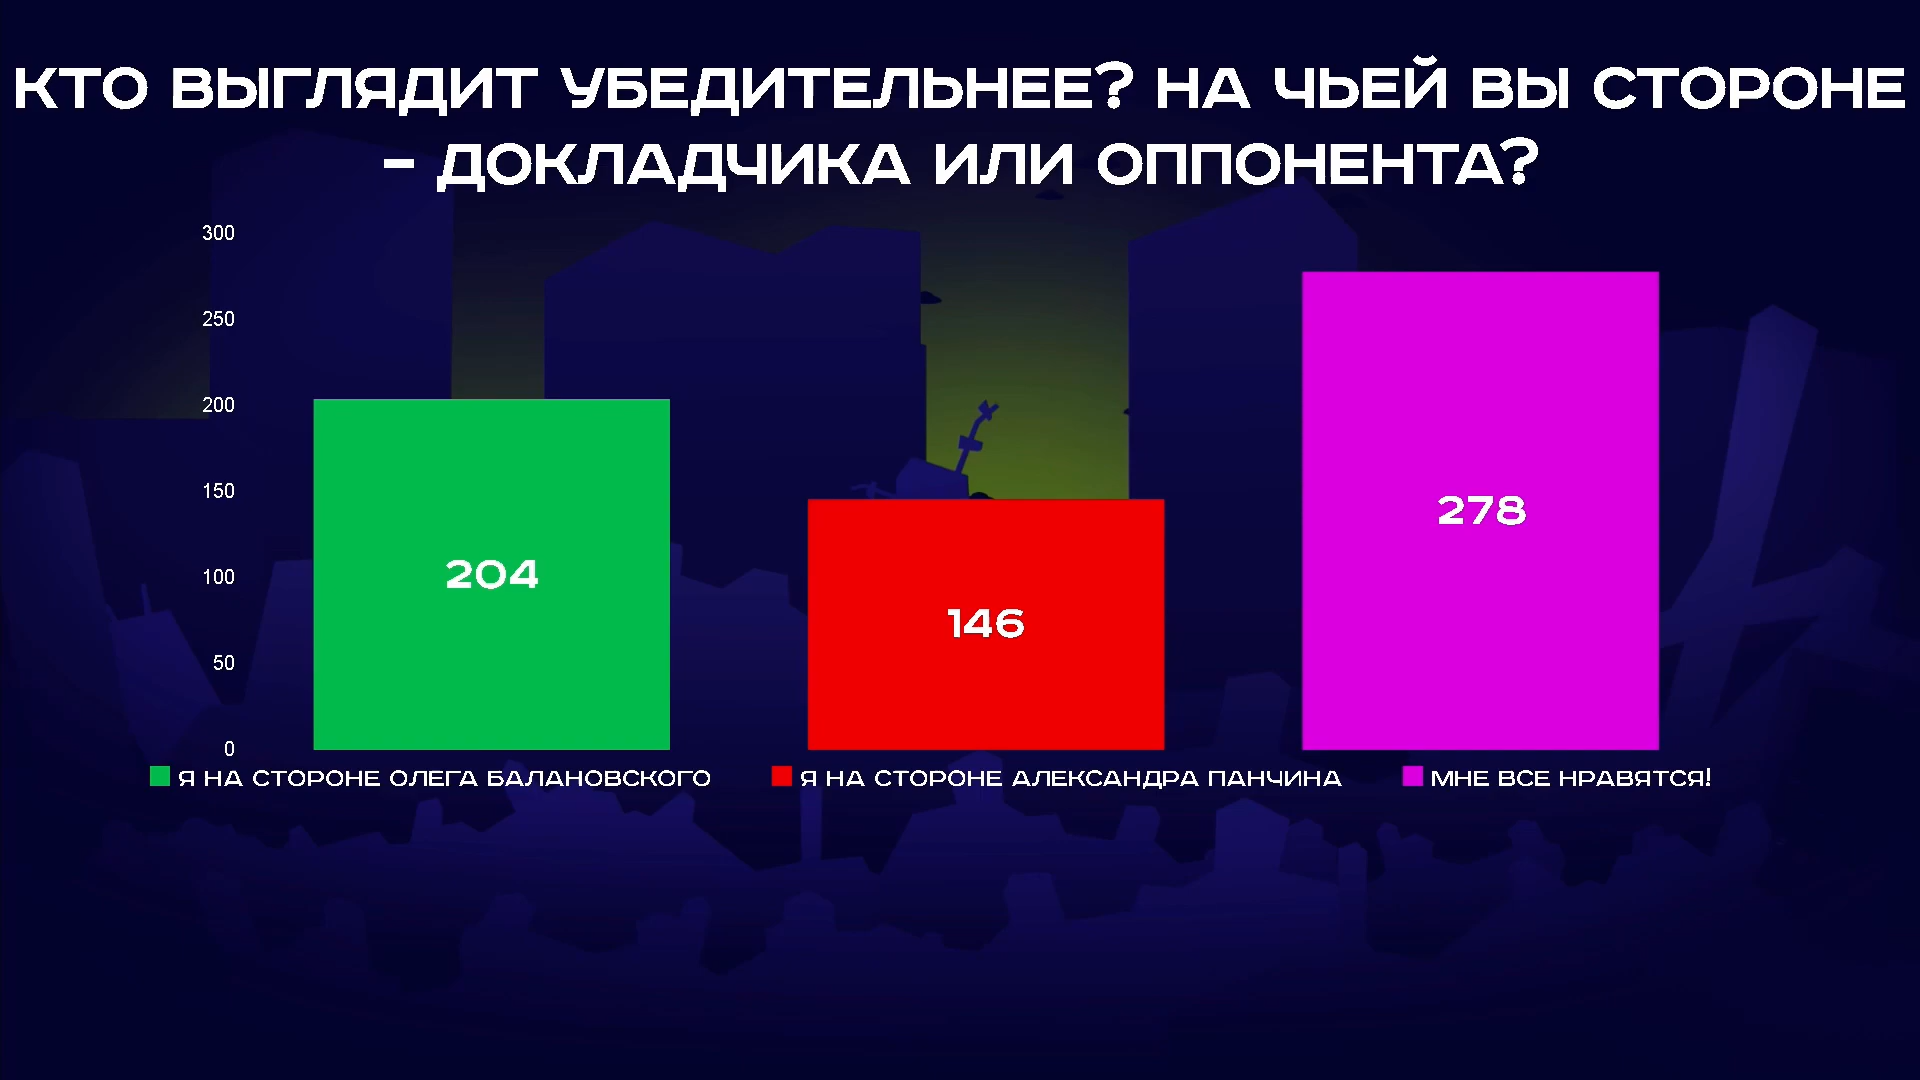 КТО ВЫГЛЯДИТ УБЕДИТЕЛЬНЕЕ? НА ЧЬЕЙ ВЫ СТОРОНЕ
– ДОКЛАДЧИКА ИЛИ ОППОНЕНТА?
300
250
200
150
100
50
0
204
146
278
Я НА СТОРОНЕ ОЛЕГА БАЛАНОВСКОГО
Я НА СТОРОНЕ АЛЕКСАНДРА ПАНЧИНА
МНЕ ВСЕ НРАВЯТСЯ!